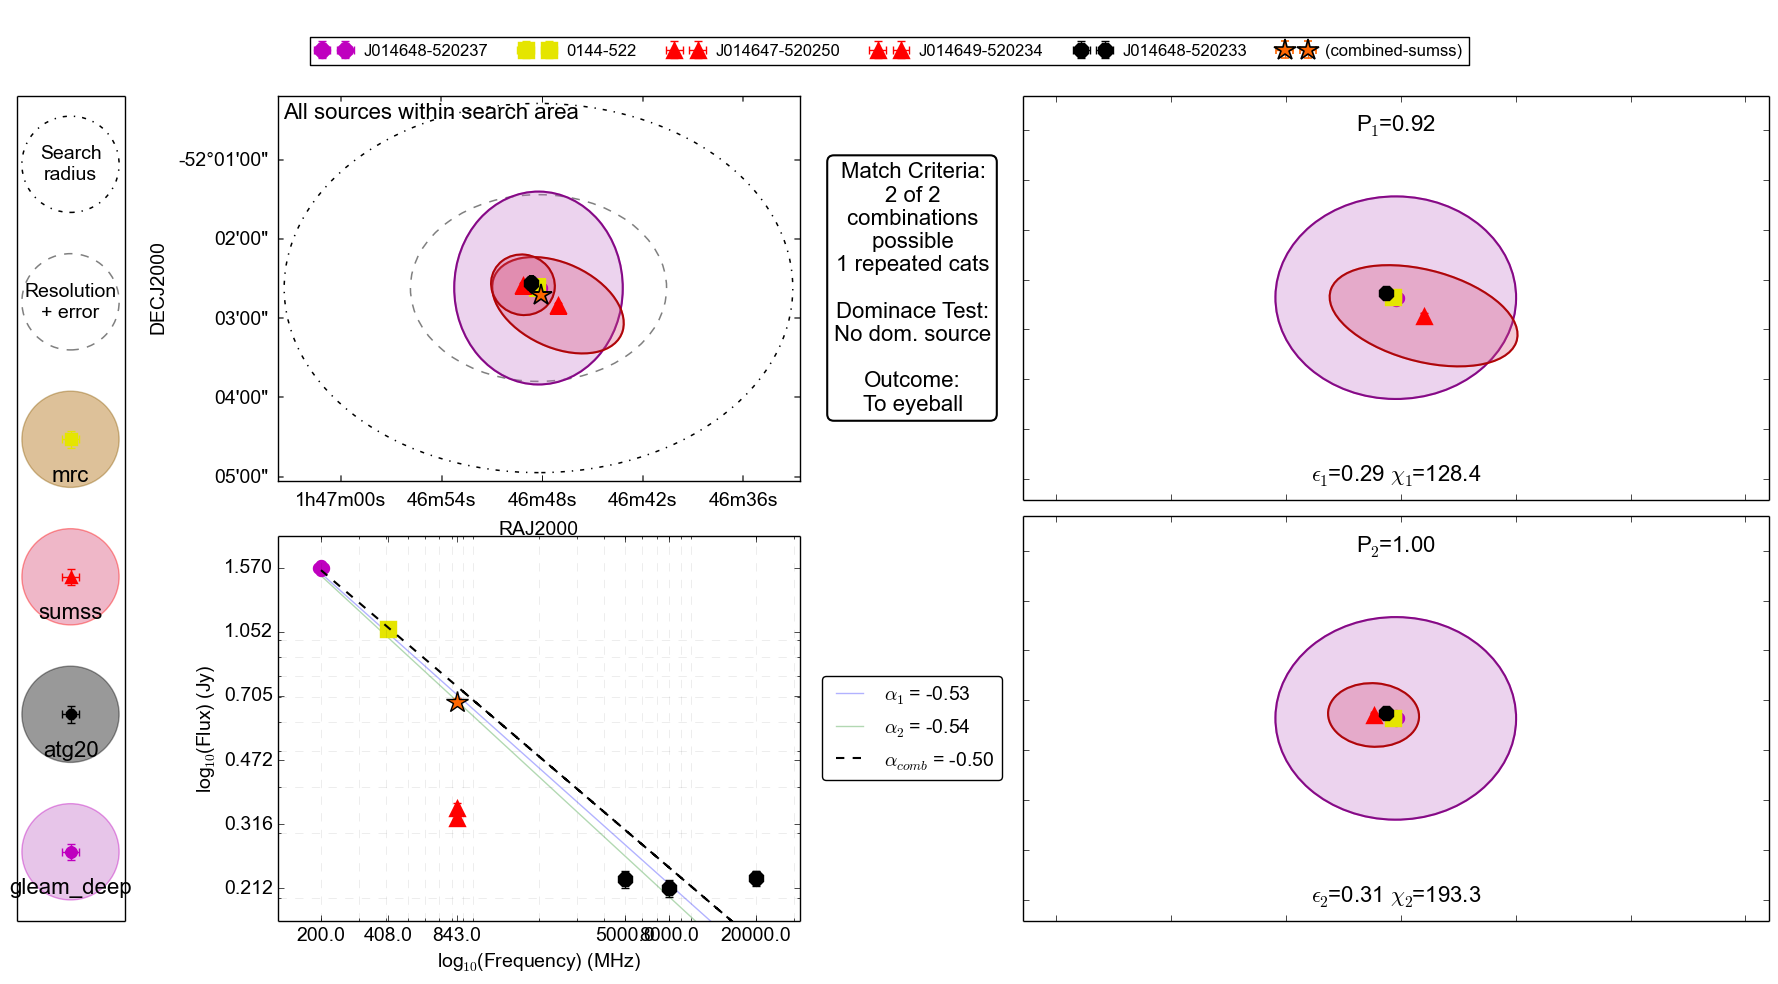 J014648-520237
0144-522
J014647-520250
J014649-520234
J014648-520233
(combined-sumss)
Search
radius
Resolution
+ error
mrc
sumss
atg20
gleam_deep
All sources within search area
DECJ2000
-52°01'00"
02'00"
03'00"
04'00"
05'00"
1h47m00s
46m54s
46m48s
46m42s
46m36s
RAJ2000
Match Criteria:
2 of 2
combinations
possible
1 repeated cats
Dominace Test:
No dom. source
Outcome:
To eyeball
P1=0.92
ϵ1=0.29 χ1=128.4
log10(Flux) (Jy)
1.570
1.052
0.705
0.472
0.316
0.212
200.0
408.0
843.0
5000.0
8000.0
20000.0
log10(Frequency) (MHz)
α1 = -0.53
α2 = -0.54
αcomb = -0.50
P2=1.00
ϵ2=0.31 χ2=193.3